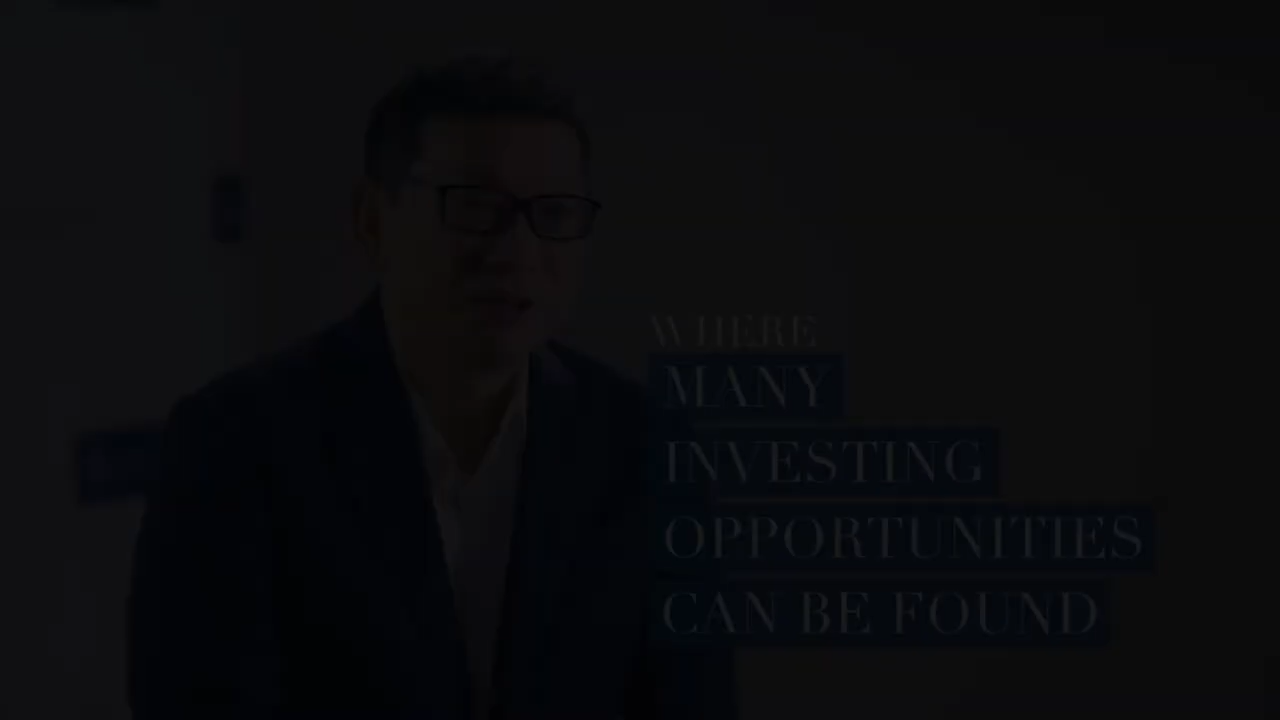 WHERE
MANY
INVESTING
OPPORTUNITIES
CAN BE FOUND